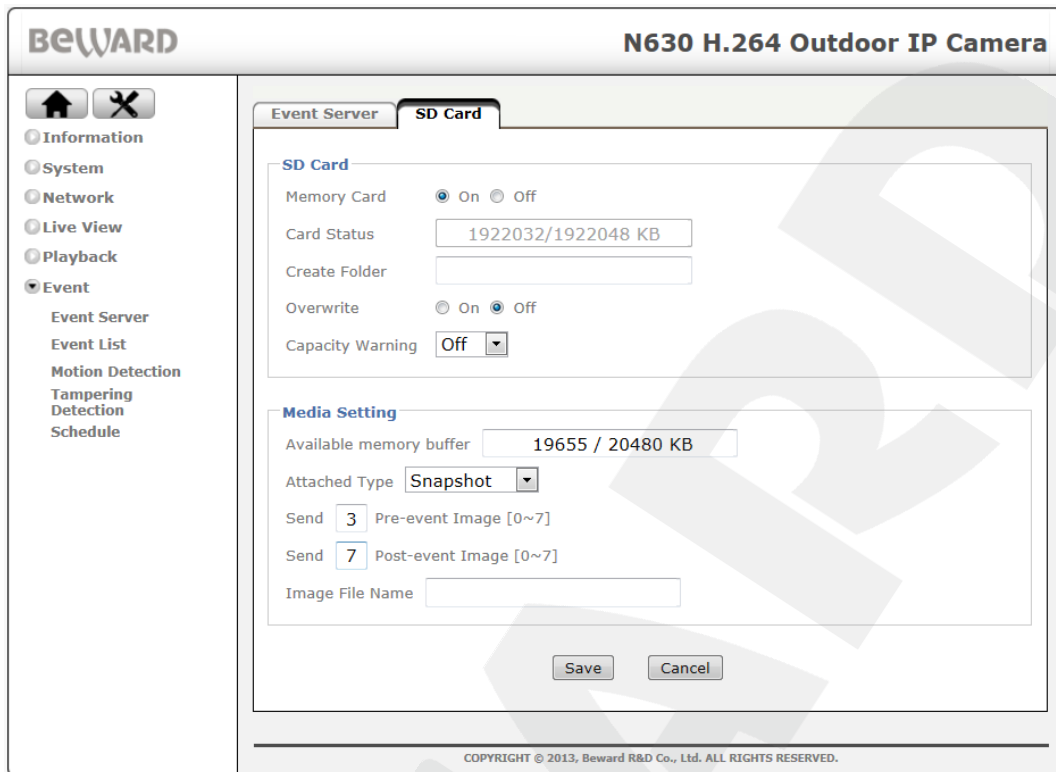 BEWARD
N630 H.264 Outdoor IP Camera
Information
System
Network
Live View
Playback
Event
Event Server
Event List
Motion Detection
Tampering
Detection
Schedule
Event Server SD Card
SD Card
Memory Card On Off
Card Status 1922032/1922048 KB
Create Folder
Overwrite On Off
Capacity Warning Off
Media Setting
Available memory buffer 19655 / 20480 KB
Attached Type Snapshot
Send 3 Pre-event Image [0~7]
Send 7 Post-event Image [0~7]
Image File Name
Save Cancel
COPYRIGHT © 2013, Beward R&D Co., Ltd. ALL RIGHTS RESERVED.